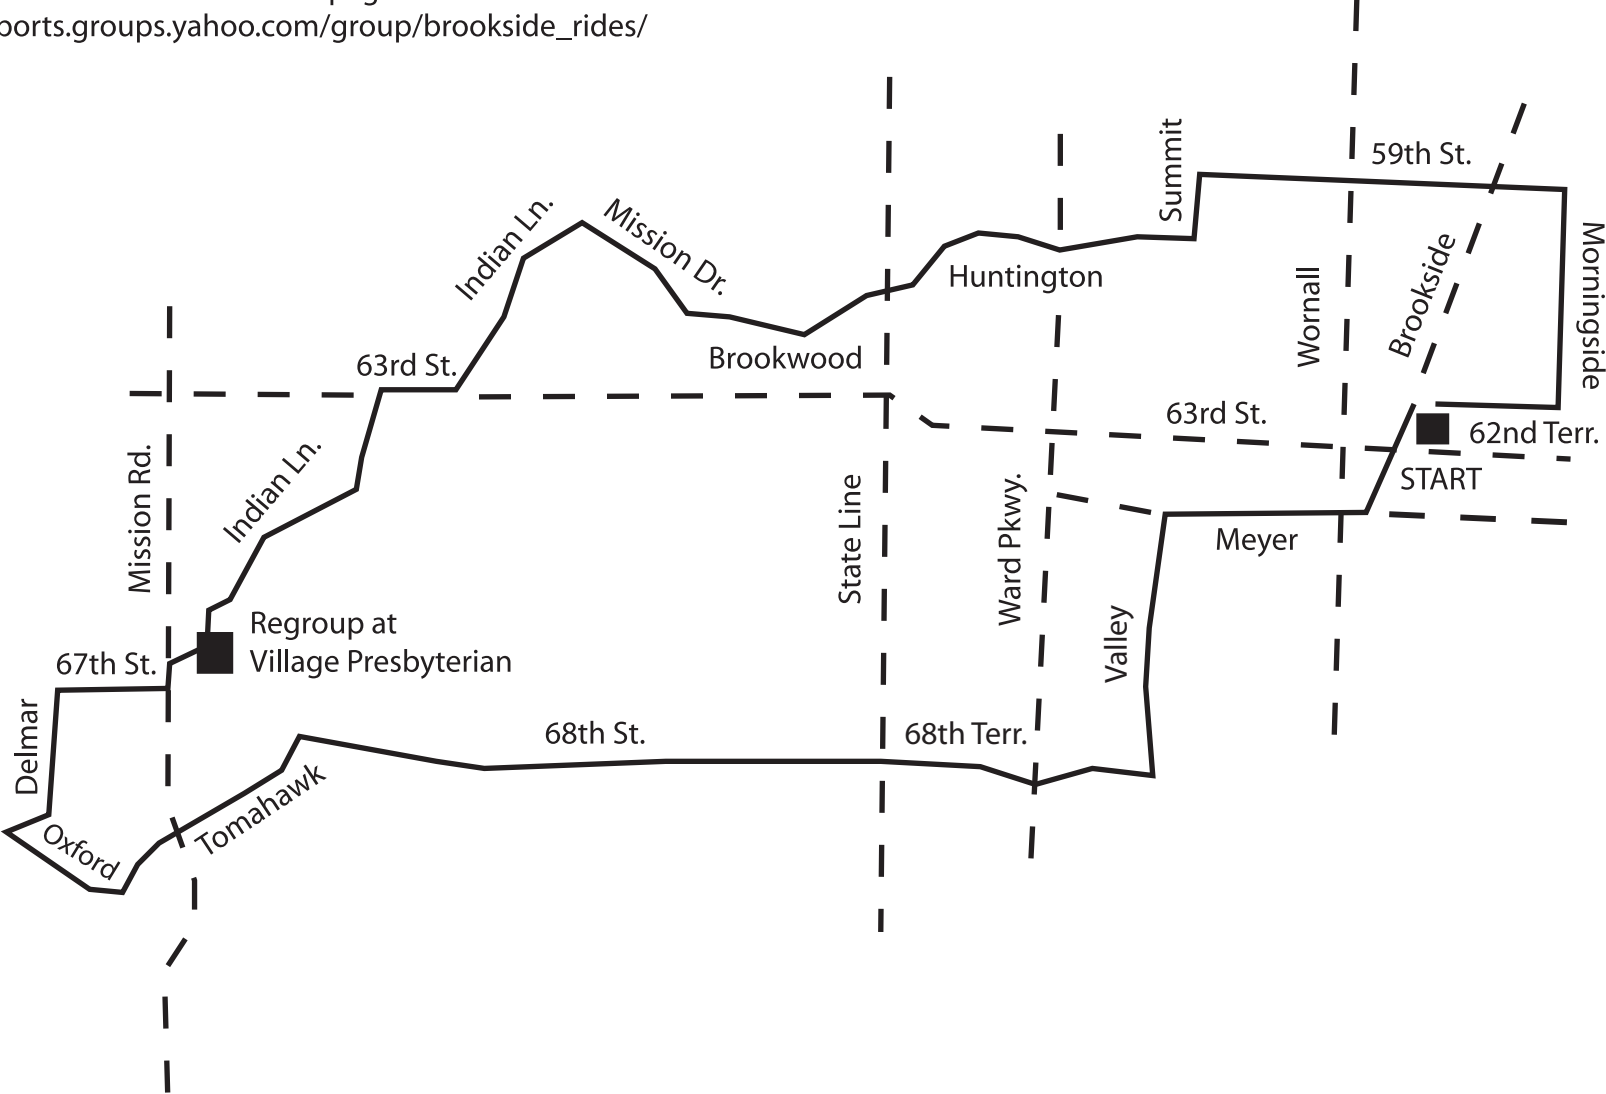 ports.groups.yahoo.com/group/brookside_rides/
Summit
59th St.
Indian Ln.
Mission Dr.
Morningside
Huntington
Wornall
Brookside
63rd St.
Brookwood
63rd St.
62nd Terr.
START
Mission Rd.
Indian Ln.
State Line
Ward Pkwy.
Meyer
Regroup at
Village Presbyterian
67th St.
Valley
Delmar
68th St.
68th Terr.
Tomahawk
Oxford